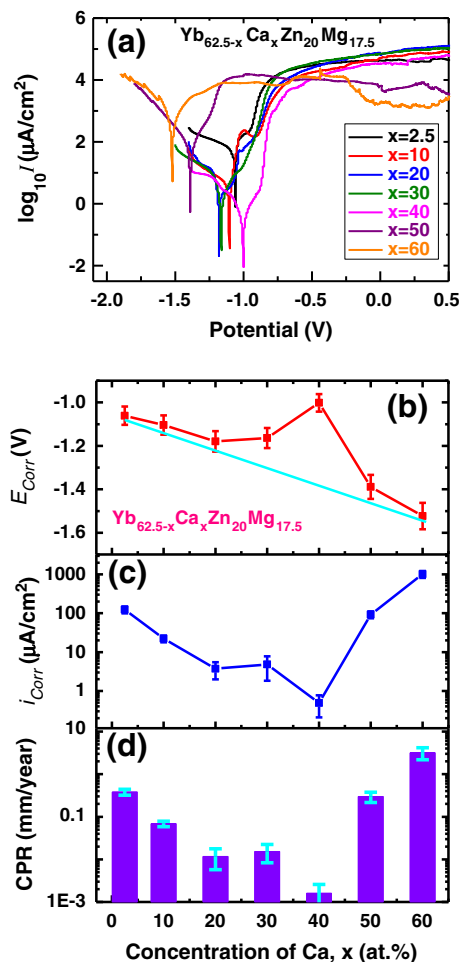 (a) Yb62.5-xCaxZn20Mg17.5
log10I (μA/cm2)
6
4
2
0
-2
x=2.5
x=10
x=20
x=30
x=40
x=50
x=60
-2.0 -1.5 -1.0 -0.5 0.0 0.5
Potential (V)
(b)
ECorr (V)
-1.0
-1.2
-1.4
-1.6
Yb62.5-xCaxZn20Mg17.5
(c)
iCorr (μA/cm2)
1000
100
10
1
10
(d)
CPR (mm/year)
0.1
1E-3
0 10 20 30 40 50 60
Concentration of Ca, x (at.%)